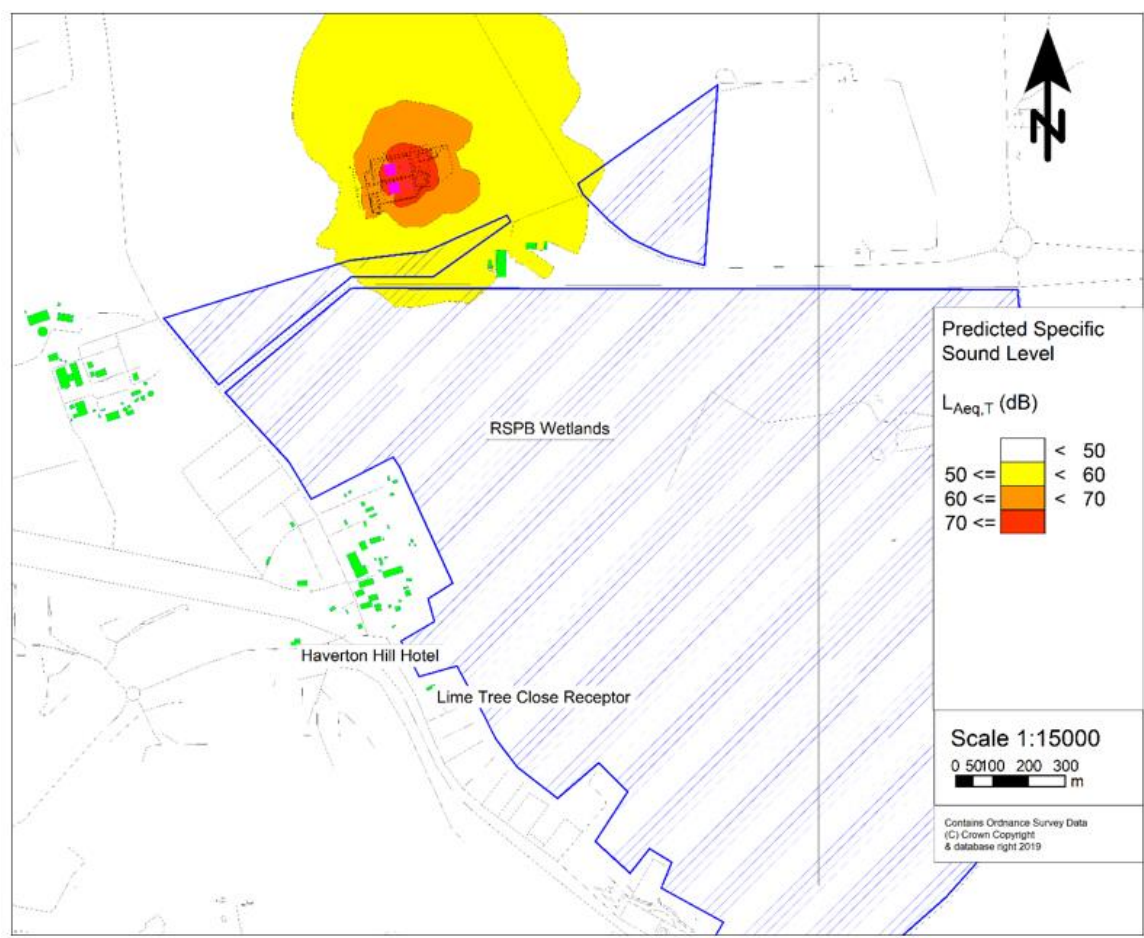 N
RSPB Wetlands
Haverton Hill Hotel
Lime Tree Close Receptor
Predicted Specific
Sound Level
LAeq,T (dB)
< 50
50 <= < 60
60 <= < 70
70 <=
Scale 1:15000
0 50100 200 300
m
Contains Ordnance Survey Data
(C) Crown Copyright
& database right 2019